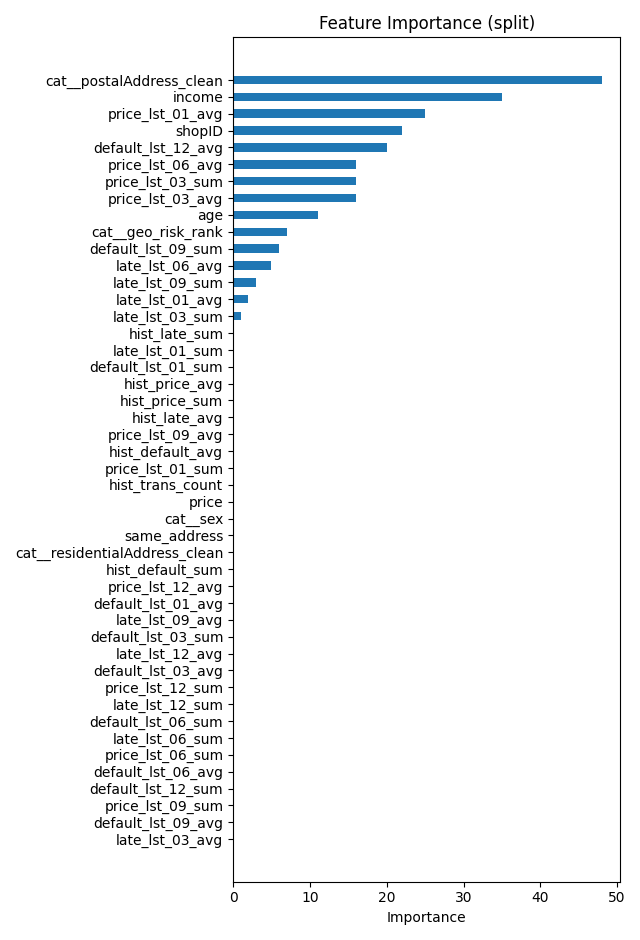 Feature Importance (split)
cat__postalAddress_clean
income
price_lst_01_avg
shopID
default_lst_12_avg
price_lst_06_avg
price_lst_03_sum
price_lst_03_avg
age
cat__geo_risk_rank
default_lst_09_sum
late_lst_06_avg
late_lst_09_sum
late_lst_01_avg
late_lst_03_sum
hist_late_sum
late_lst_01_sum
default_lst_01_sum
hist_price_avg
hist_price_sum
hist_late_avg
price_lst_09_avg
hist_default_avg
price_lst_01_sum
hist_trans_count
price
cat__sex
same_address
cat__residentialAddress_clean
hist_default_sum
price_lst_12_avg
default_lst_01_avg
late_lst_09_avg
default_lst_03_sum
late_lst_12_avg
default_lst_03_avg
price_lst_12_sum
late_lst_12_sum
default_lst_06_sum
late_lst_06_sum
price_lst_06_sum
default_lst_06_avg
default_lst_12_sum
price_lst_09_sum
default_lst_09_avg
late_lst_03_avg
0 10 20 30 40 50
Importance